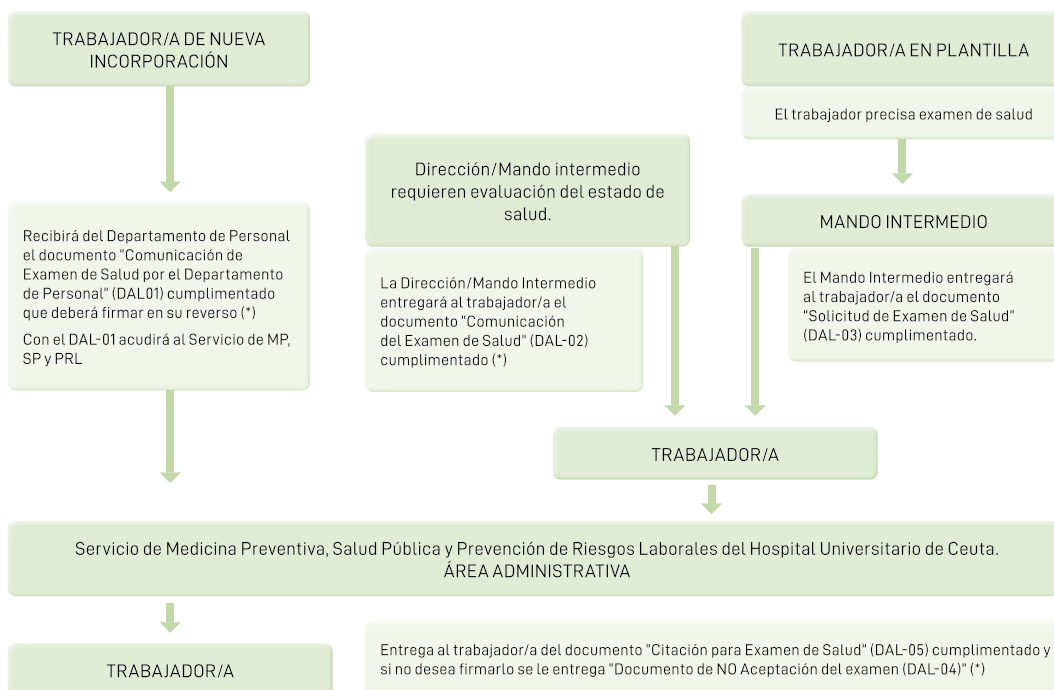 TRABAJADOR/A DE NUEVA
INCORPORACIÓN
TRABAJADOR/A EN PLANTILLA
El trabajador precisa examen de salud
Dirección/Mando intermedio
requieren evaluación del estado de
salud.
MANDO INTERMEDIO
Recibirá del Departamento de Personal
el documento "Comunicación de
Examen de Salud por el Departamento
de Personal" (DAL01) cumplimentado
que deberá firmar en su reverso (*)
Con el DAL-01 acudirá al Servicio de MP,
SP y PRL
La Dirección/Mando Intermedio
entregará al trabajador/a el
documento "Comunicación
del Examen de Salud" (DAL-02)
cumplimentado (*)
El Mando Intermedio entregará
al trabajador/a el documento
"Solicitud de Examen de Salud"
(DAL-03) cumplimentado.
TRABAJADOR/A
Servicio de Medicina Preventiva, Salud Pública y Prevención de Riesgos Laborales del Hospital Universitario de Ceuta.
ÁREA ADMINISTRATIVA
TRABAJADOR/A
Entrega al trabajador/a del documento "Citación para Examen de Salud" (DAL-05) cumplimentado y
si no desea firmarlo se le entrega "Documento de NO Aceptación del examen (DAL-04)" (*)